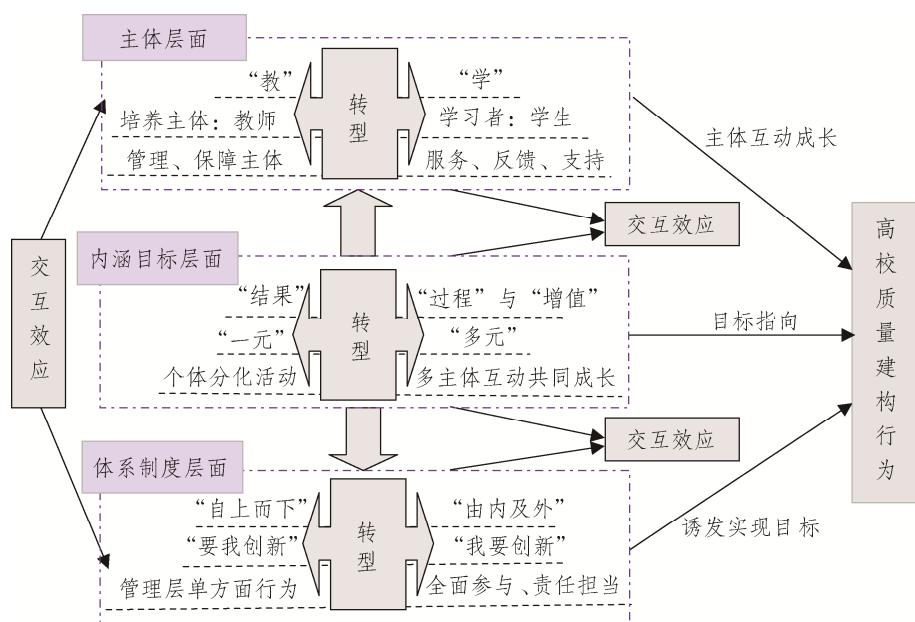 主体层面
“教”
“学”
转型
培养主体：教师
学习者：学生
管理、保障主体
服务、反馈、支持
主体互动成长
交互效应
交互效应
内涵目标层面
“结果”
“过程”与“增值”
转型
“一元”
“多元”
个体分化活动
多主体互动共同成长
目标指向
高校质量建构行为
交互效应
体系制度层面
“自上而下”
“由内及外”
转型
“要我创新”
“我要创新”
管理层单方面行为
全面参与、责任担当
诱发实现目标